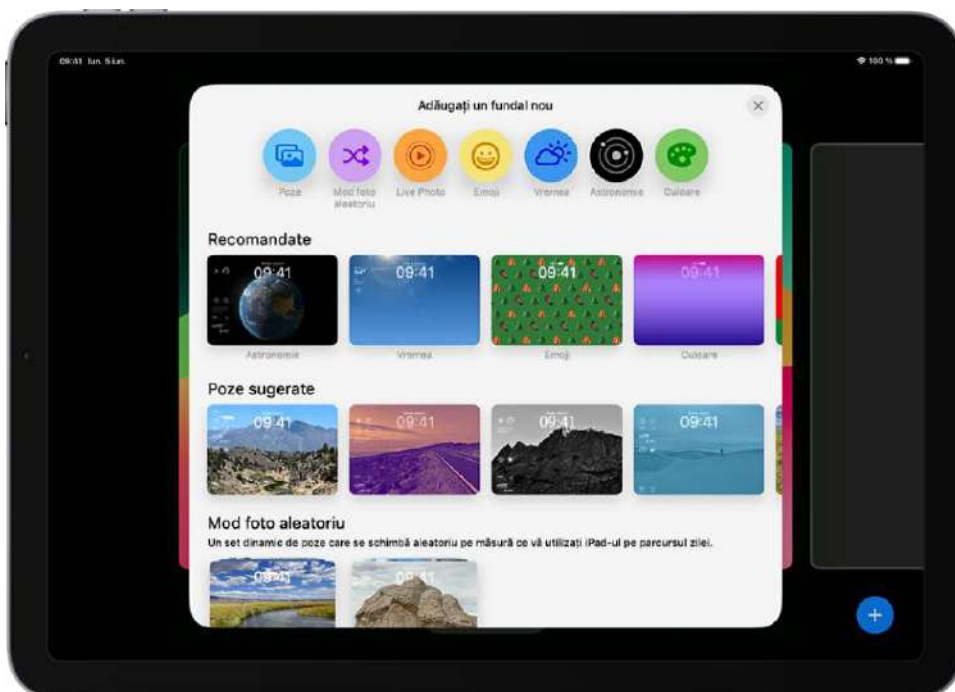 09:41 lun. 5 iun.
100 %
Adăugați un fundal nou
Poze
Mod foto
aleatoriu
Live Photo
Emoji
Vremea
Astronomie
Culoare
Recomandate
09:41
09:41
09:41
09:41
Astronomie
Vremea
Emoji
Culoare
Poze sugerate
09:41
09:41
09:41
09:41
Mod foto aleatoriu
Un set dinamic de poze care se schimbă aleatoriu pe măsură ce vă utilizați iPad-ul pe parcursul zilei.
09:41
09:41